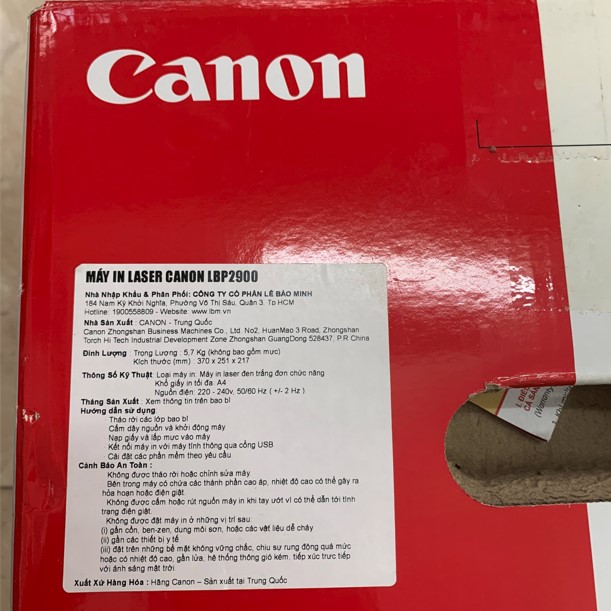 Canon
MÁY IN LASER CANON LBP2900
Nhà Nhập Khẩu & Phân Phối: CÔNG TY CỔ PHẦN LÊ BẢO MINH
184 Nam Kỳ Khởi Nghĩa, Phường Võ Thị Sáu, Quận 3, Tp HCM
Hotline: 1900558809 - Website: www.lbm.vn
Nhà Sản Xuất : CANON - Trung Quốc
Canon Zhongshan Business Machines Co., Ltd. No2, HuanMao 3 Road, Zhongshan
Torch Hi Tech Industrial Development Zone Zhongshan GuangDong 528437, P.R China
Định Lượng : Trọng Lượng : 5,7 Kg (không bao gồm mực)
Kích thước (mm) : 370 x 251 x 217
Thông Số Kỹ Thuật: Loại máy in: Máy in laser đen trắng đơn chức năng
Khổ giấy in tối đa: A4
Nguồn điện: 220 - 240v, 50/60 Hz ( +/- 2 Hz )
Tháng Sản Xuất : Xem thông tin trên bao bì
Hướng dẫn sử dụng :
Tháo rời các lớp bao bì
Cắm dây nguồn và khởi động máy
Nạp giấy và lắp mực vào máy
Kết nối máy in với máy tính thông qua cổng USB
Cài đặt các phần mềm theo yêu cầu
Cảnh Báo An Toàn :
Không được tháo rời hoặc chỉnh sửa máy.
Bên trong máy có chứa các thành phần cao áp, nhiệt độ cao có thể gây ra
hỏa hoạn hoặc điện giật.
Không được cắm hoặc rút nguồn máy in khi tay ướt vì có thể dẫn tới tình
trạng điện giật.
Không được đặt máy in ở những vị trí sau:
(i) gần cồn, ben-zen, dung môi sơn, hoặc các vật liệu dễ cháy
(ii) gần các thiết bị y tế
(iii) đặt trên những bề mặt không vững chắc, chịu sự rung động quá mức
hoặc có nhiệt độ cao, gần lửa, hệ thống thông gió kém, tiếp xúc trực tiếp
với ánh sáng mặt trời.
Xuất Xứ Hàng Hóa : Hãng Canon – Sản xuất tại Trung Quốc
(Warranty